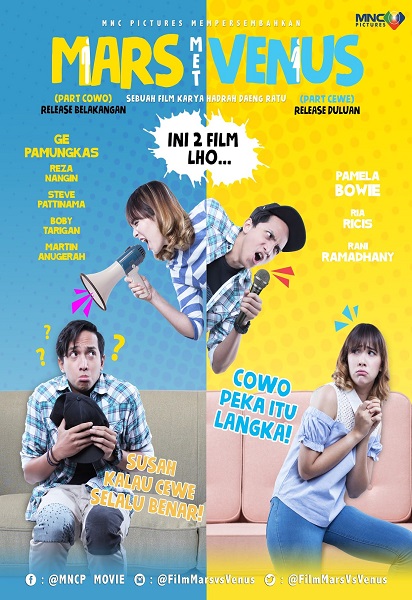 MNC PICTURES MEMPERSEMBAHKAN
MNC
PICTURES
MARS MET VENUS
(PART COWO)
RELEASE BELAKANGAN
SEBUAH FILM KARYA HADRAH DAENG RATU
(PART CEWE)
RELEASE DULUAN
INI 2 FILM
LHO...
GE
PAMUNGKAS
REZA
NANGIN
STEVE
PATTINAMA
BOBY
TARIGAN
MARTIN
ANUGERAH
PAMELA
BOWIE
RIA
RICIS
RANI
RAMADHANY
? ? ?
COWO
PEKA ITU
LANGKA!
SUSAH
KALAU CEWE
SELALU BENAR!
f : @MNCP MOVIE : @FilmMarsvsVenus : @FilmMarsVsVenus